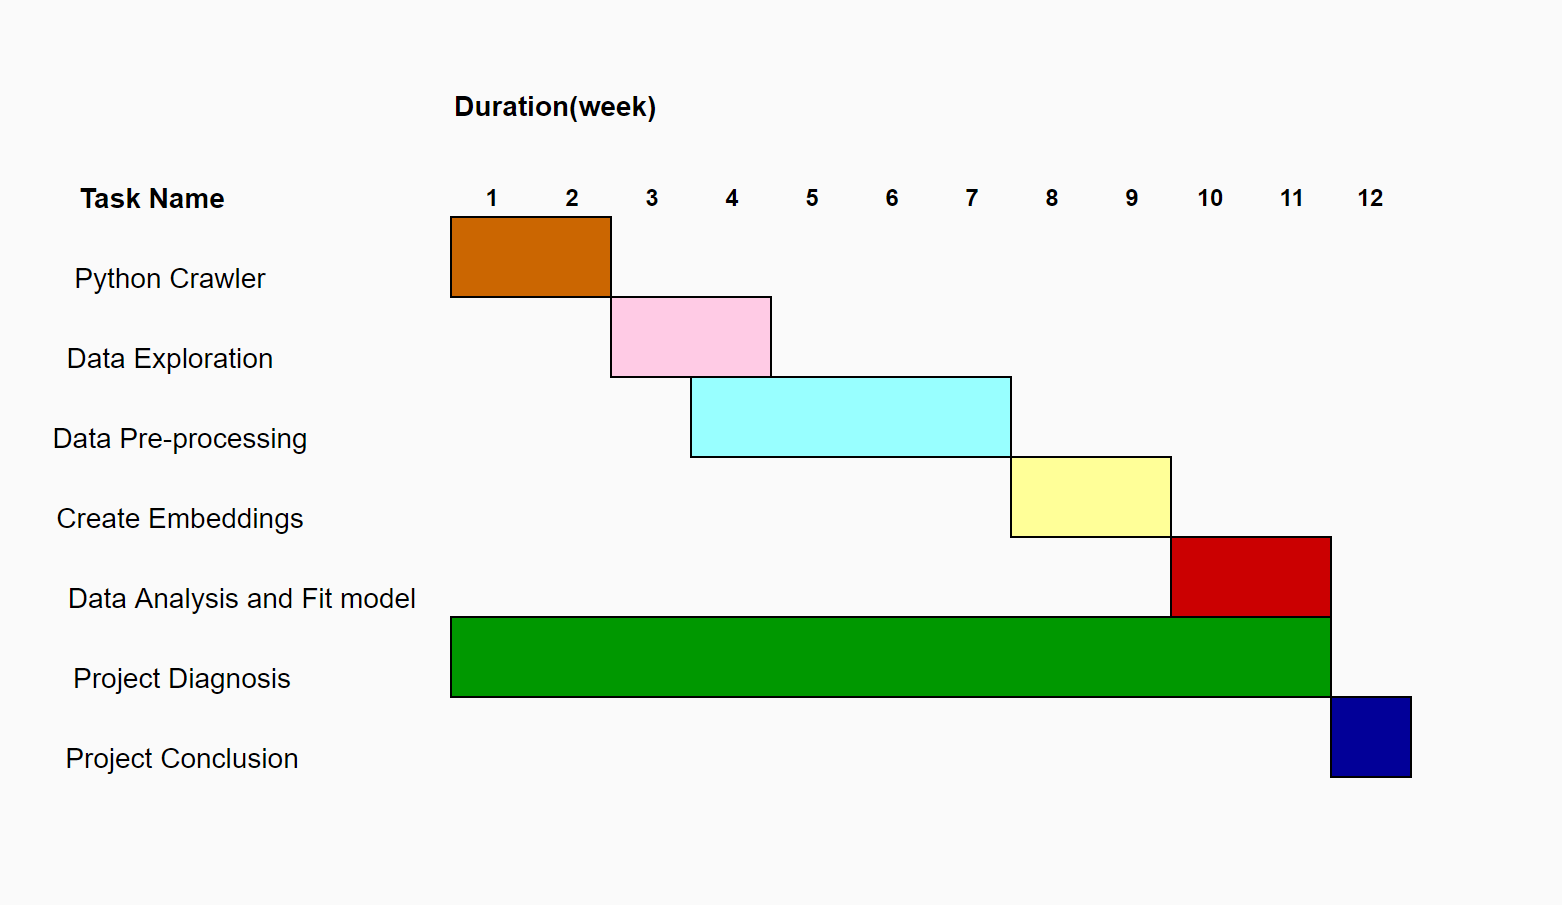 Duration(week)
Task Name 1 2 3 4 5 6 7 8 9 10 11 12
Python Crawler
Data Exploration
Data Pre-processing
Create Embeddings
Data Analysis and Fit model
Project Diagnosis
Project Conclusion